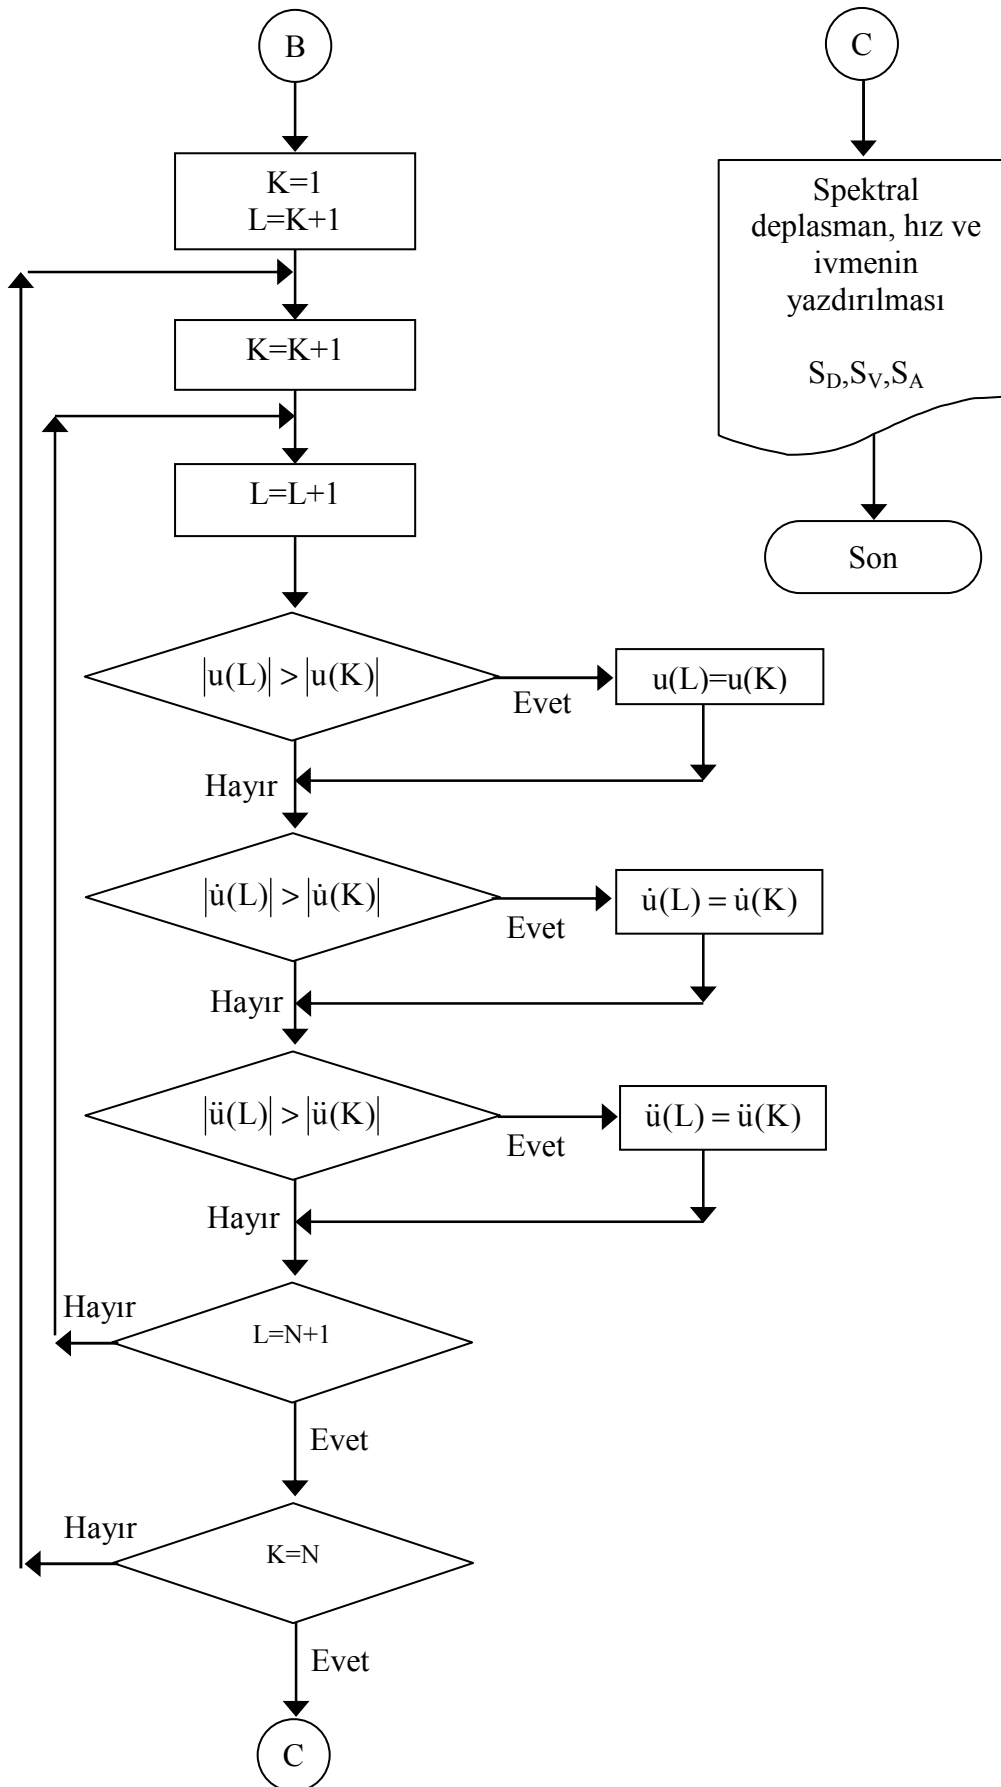 B
K=1
L=K+1
K=K+1
L=L+1
|u(L)| > |u(K)|
Evet
u(L)=u(K)
Hayır
|u̇(L)| > |u̇(K)|
Evet
u̇(L) = u̇(K)
Hayır
|ü(L)| > |ü(K)|
Evet
ü(L) = ü(K)
Hayır
L=N+1
Hayır
Evet
K=N
Hayır
Evet
C
C
Spektral
deplasman, hız ve
ivmenin
yazdırılması
S_D,S_V,S_A
Son